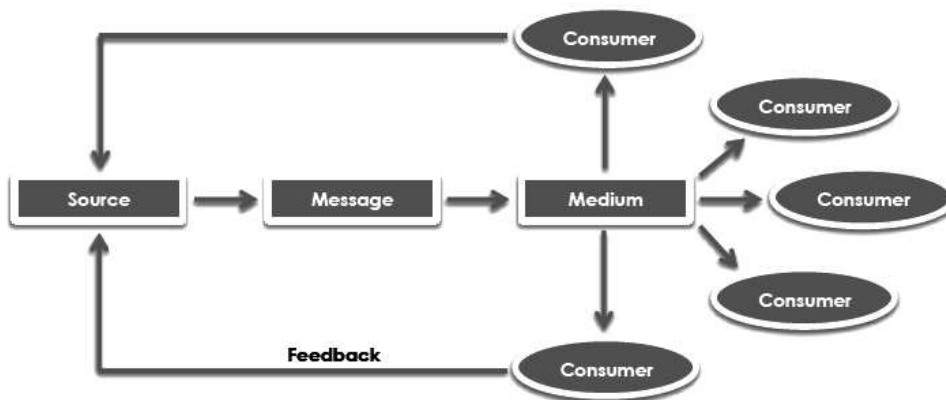 Consumer
Consumer
Source
Message
Medium
Consumer
Consumer
Feedback
Consumer